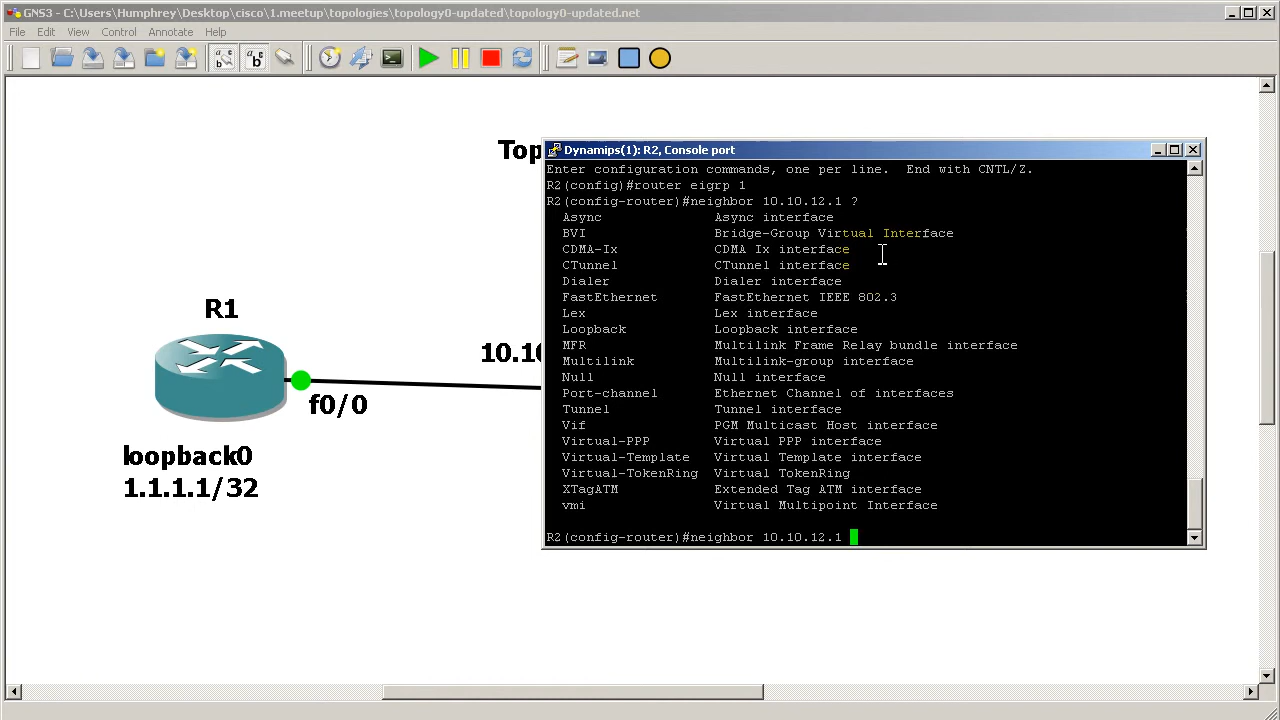 GNS3 - C:\Users\Humphrey\Desktop\cisco\1.meetup\topologies\topology0-updated\topology0-updated.net
File Edit View Control Annotate Help
Top
Dynamips(1): R2, Console port
Enter configuration commands, one per line.  End with CNTL/Z.
R2(config)#router eigrp 1
R2(config-router)#neighbor 10.10.12.1 ?
Async Async interface
BVI Bridge-Group Virtual Interface
CDMA-Ix CDMA Ix interface
CTunnel CTunnel interface
Dialer Dialer interface
FastEthernet FastEthernet IEEE 802.3
Lex Lex interface
Loopback Loopback interface
MFR Multilink Frame Relay bundle interface
Multilink Multilink-group interface
Null Null interface
Port-channel Ethernet Channel of interfaces
Tunnel Tunnel interface
Vif PGM Multicast Host interface
Virtual-PPP Virtual PPP interface
Virtual-Template Virtual Template interface
Virtual-TokenRing Virtual TokenRing
XTagATM Extended Tag ATM interface
vmi Virtual Multipoint Interface
R2(config-router)#neighbor 10.10.12.1
R1
10.10
f0/0
loopback0
1.1.1.1/32